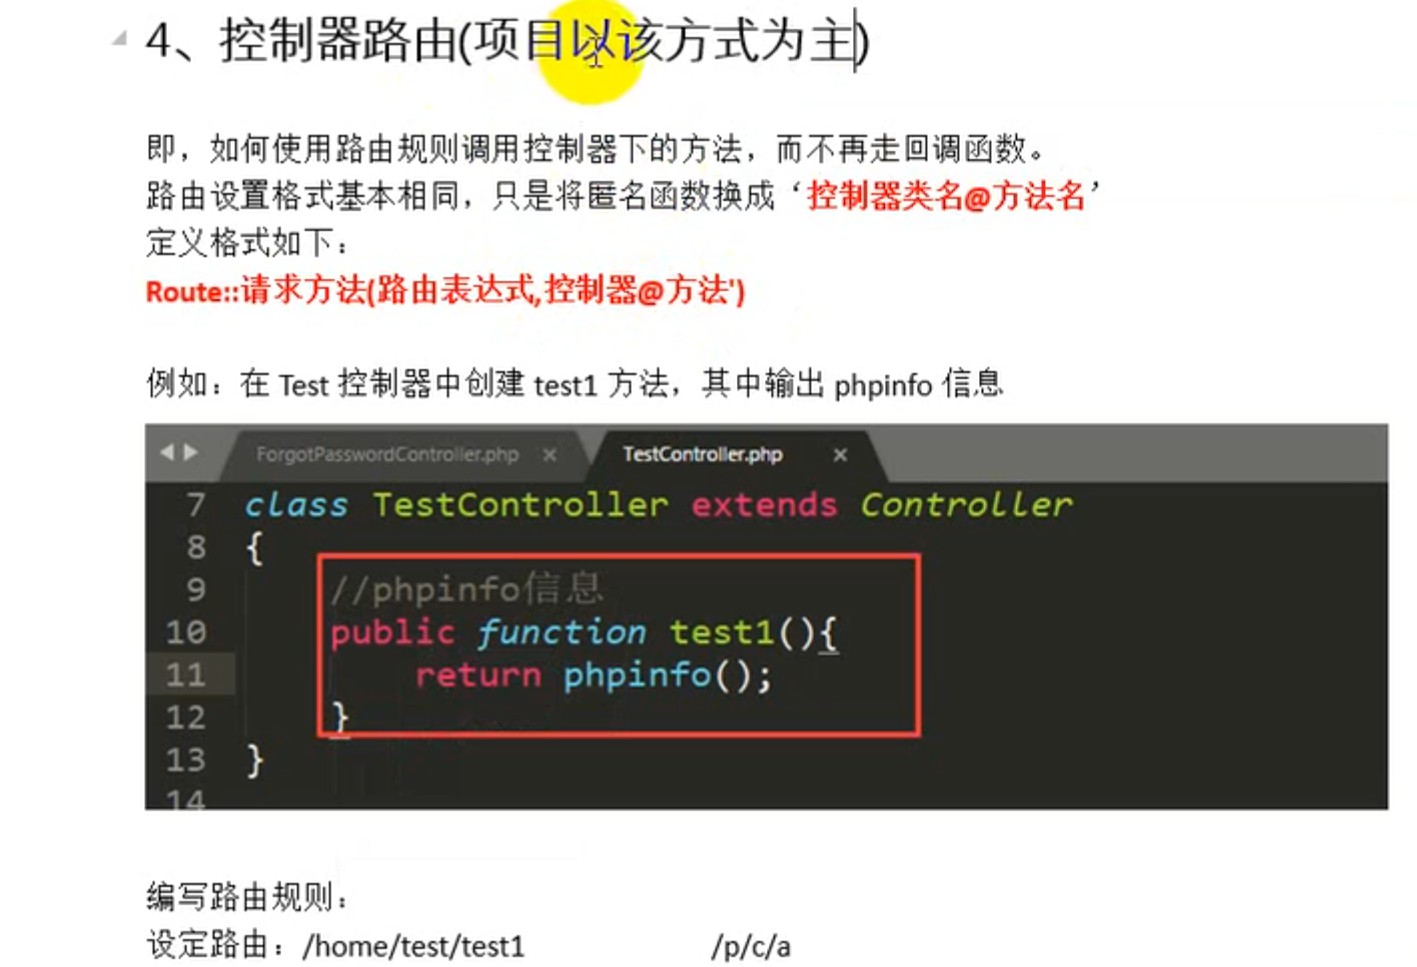 4、控制器路由(项目以该方式为主)
即，如何使用路由规则调用控制器下的方法，而不再走回调函数。
路由设置格式基本相同，只是将匿名函数换成‘控制器类名@方法名’
定义格式如下：
Route::请求方法(路由表达式,控制器@方法')
例如：在 Test 控制器中创建 test1 方法，其中输出 phpinfo 信息
ForgotPasswordController.php × TestController.php ×
7 class TestController extends Controller
8 {
9 //phpinfo信息
10 public function test1(){
11 return phpinfo();
12 }
13 }
14
编写路由规则：
设定路由：/home/test/test1 /p/c/a